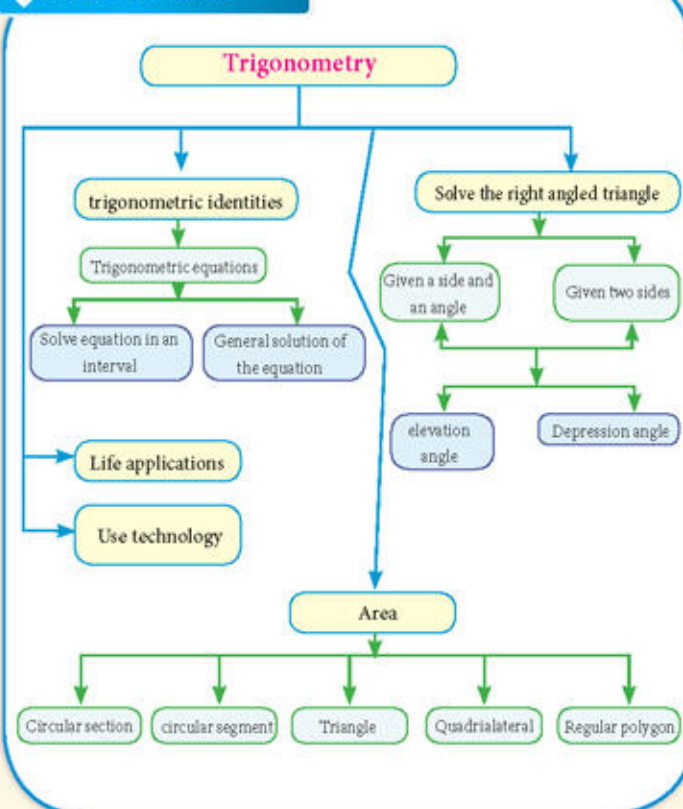 Trigonometry
trigonometric identities
Solve the right angled triangle
Trigonometric equations
Given a side and
an angle
Given two sides
Solve equation in an
interval
General solution of
the equation
elevation
angle
Depression angle
Life applications
Use technology
Area
Circular section
circular segment
Triangle
Quadrialateral
Regular polygon